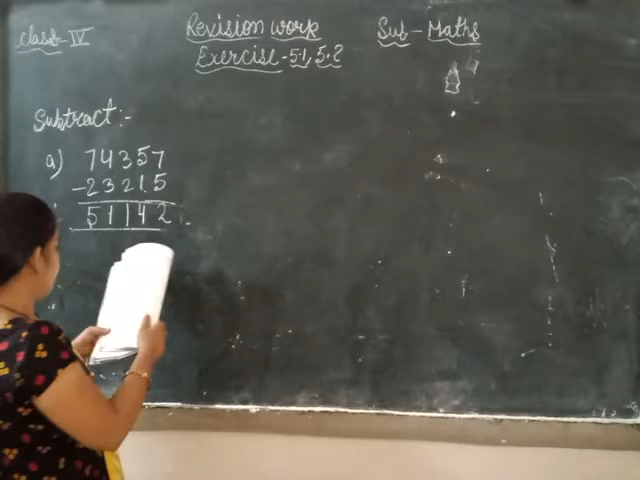 Class-IV Revision work Sub-Maths
Exercise-5.1, 5.2
Subtract:-
a) 74357
-23215
51142